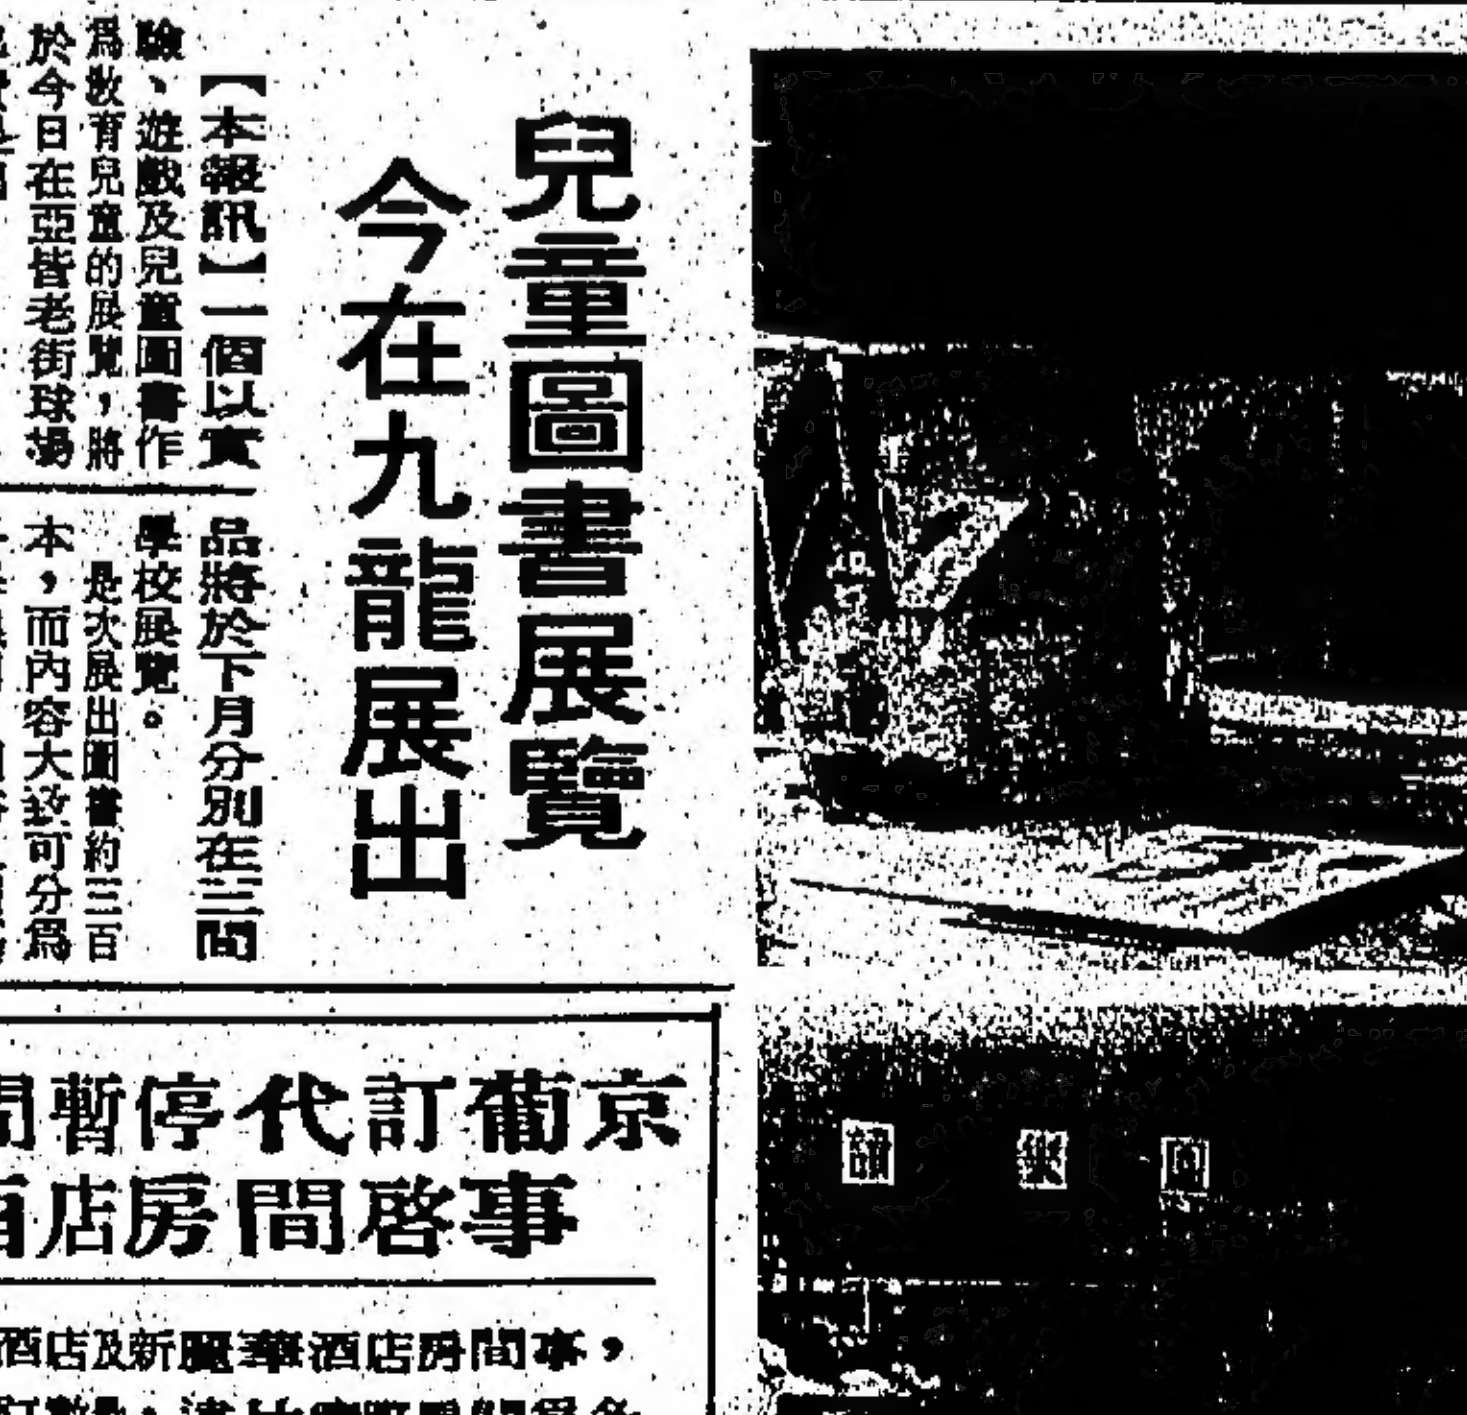 兒童圖書展覽
今在九龍展出
【本報訊】一個以實
驗、遊戲及兒童圖書作
爲教育兒童的展覽，將
於今日在亞皆老街球場
品將於下月分別在三間
學校展覽。
是次展出圖書約三百
本，而內容大致可分爲
間暫停代訂葡京
酒店房間啓事
酒店及新麗華酒店房間事，
讀
樂
園